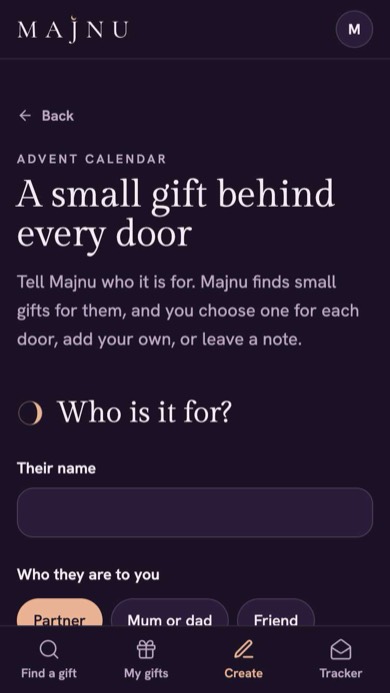 MAJNU
M
Back
ADVENT CALENDAR
A small gift behind
every door
Tell Majnu who it is for. Majnu finds small
gifts for them, and you choose one for each
door, add your own, or leave a note.
Who is it for?
Their name
Who they are to you
Partner Mum or dad Friend
Find a gift My gifts Create Tracker